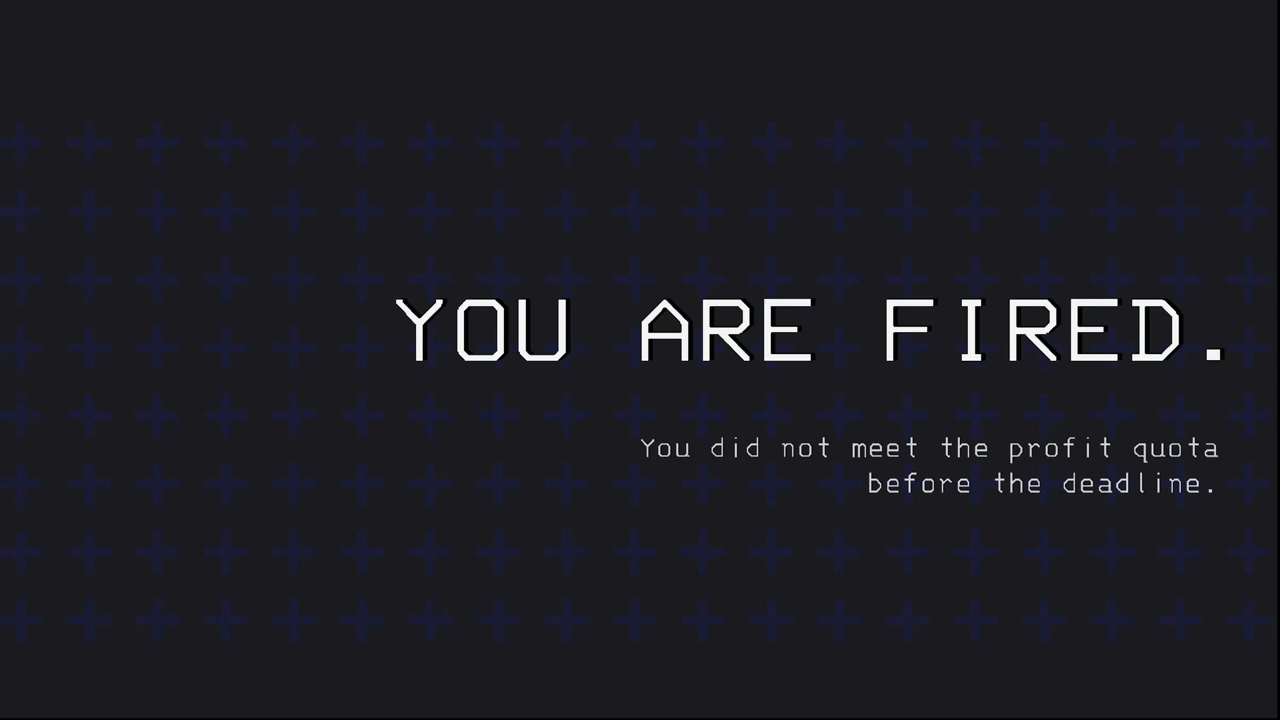 YOU ARE FIRED.
You did not meet the profit quota
before the deadline.